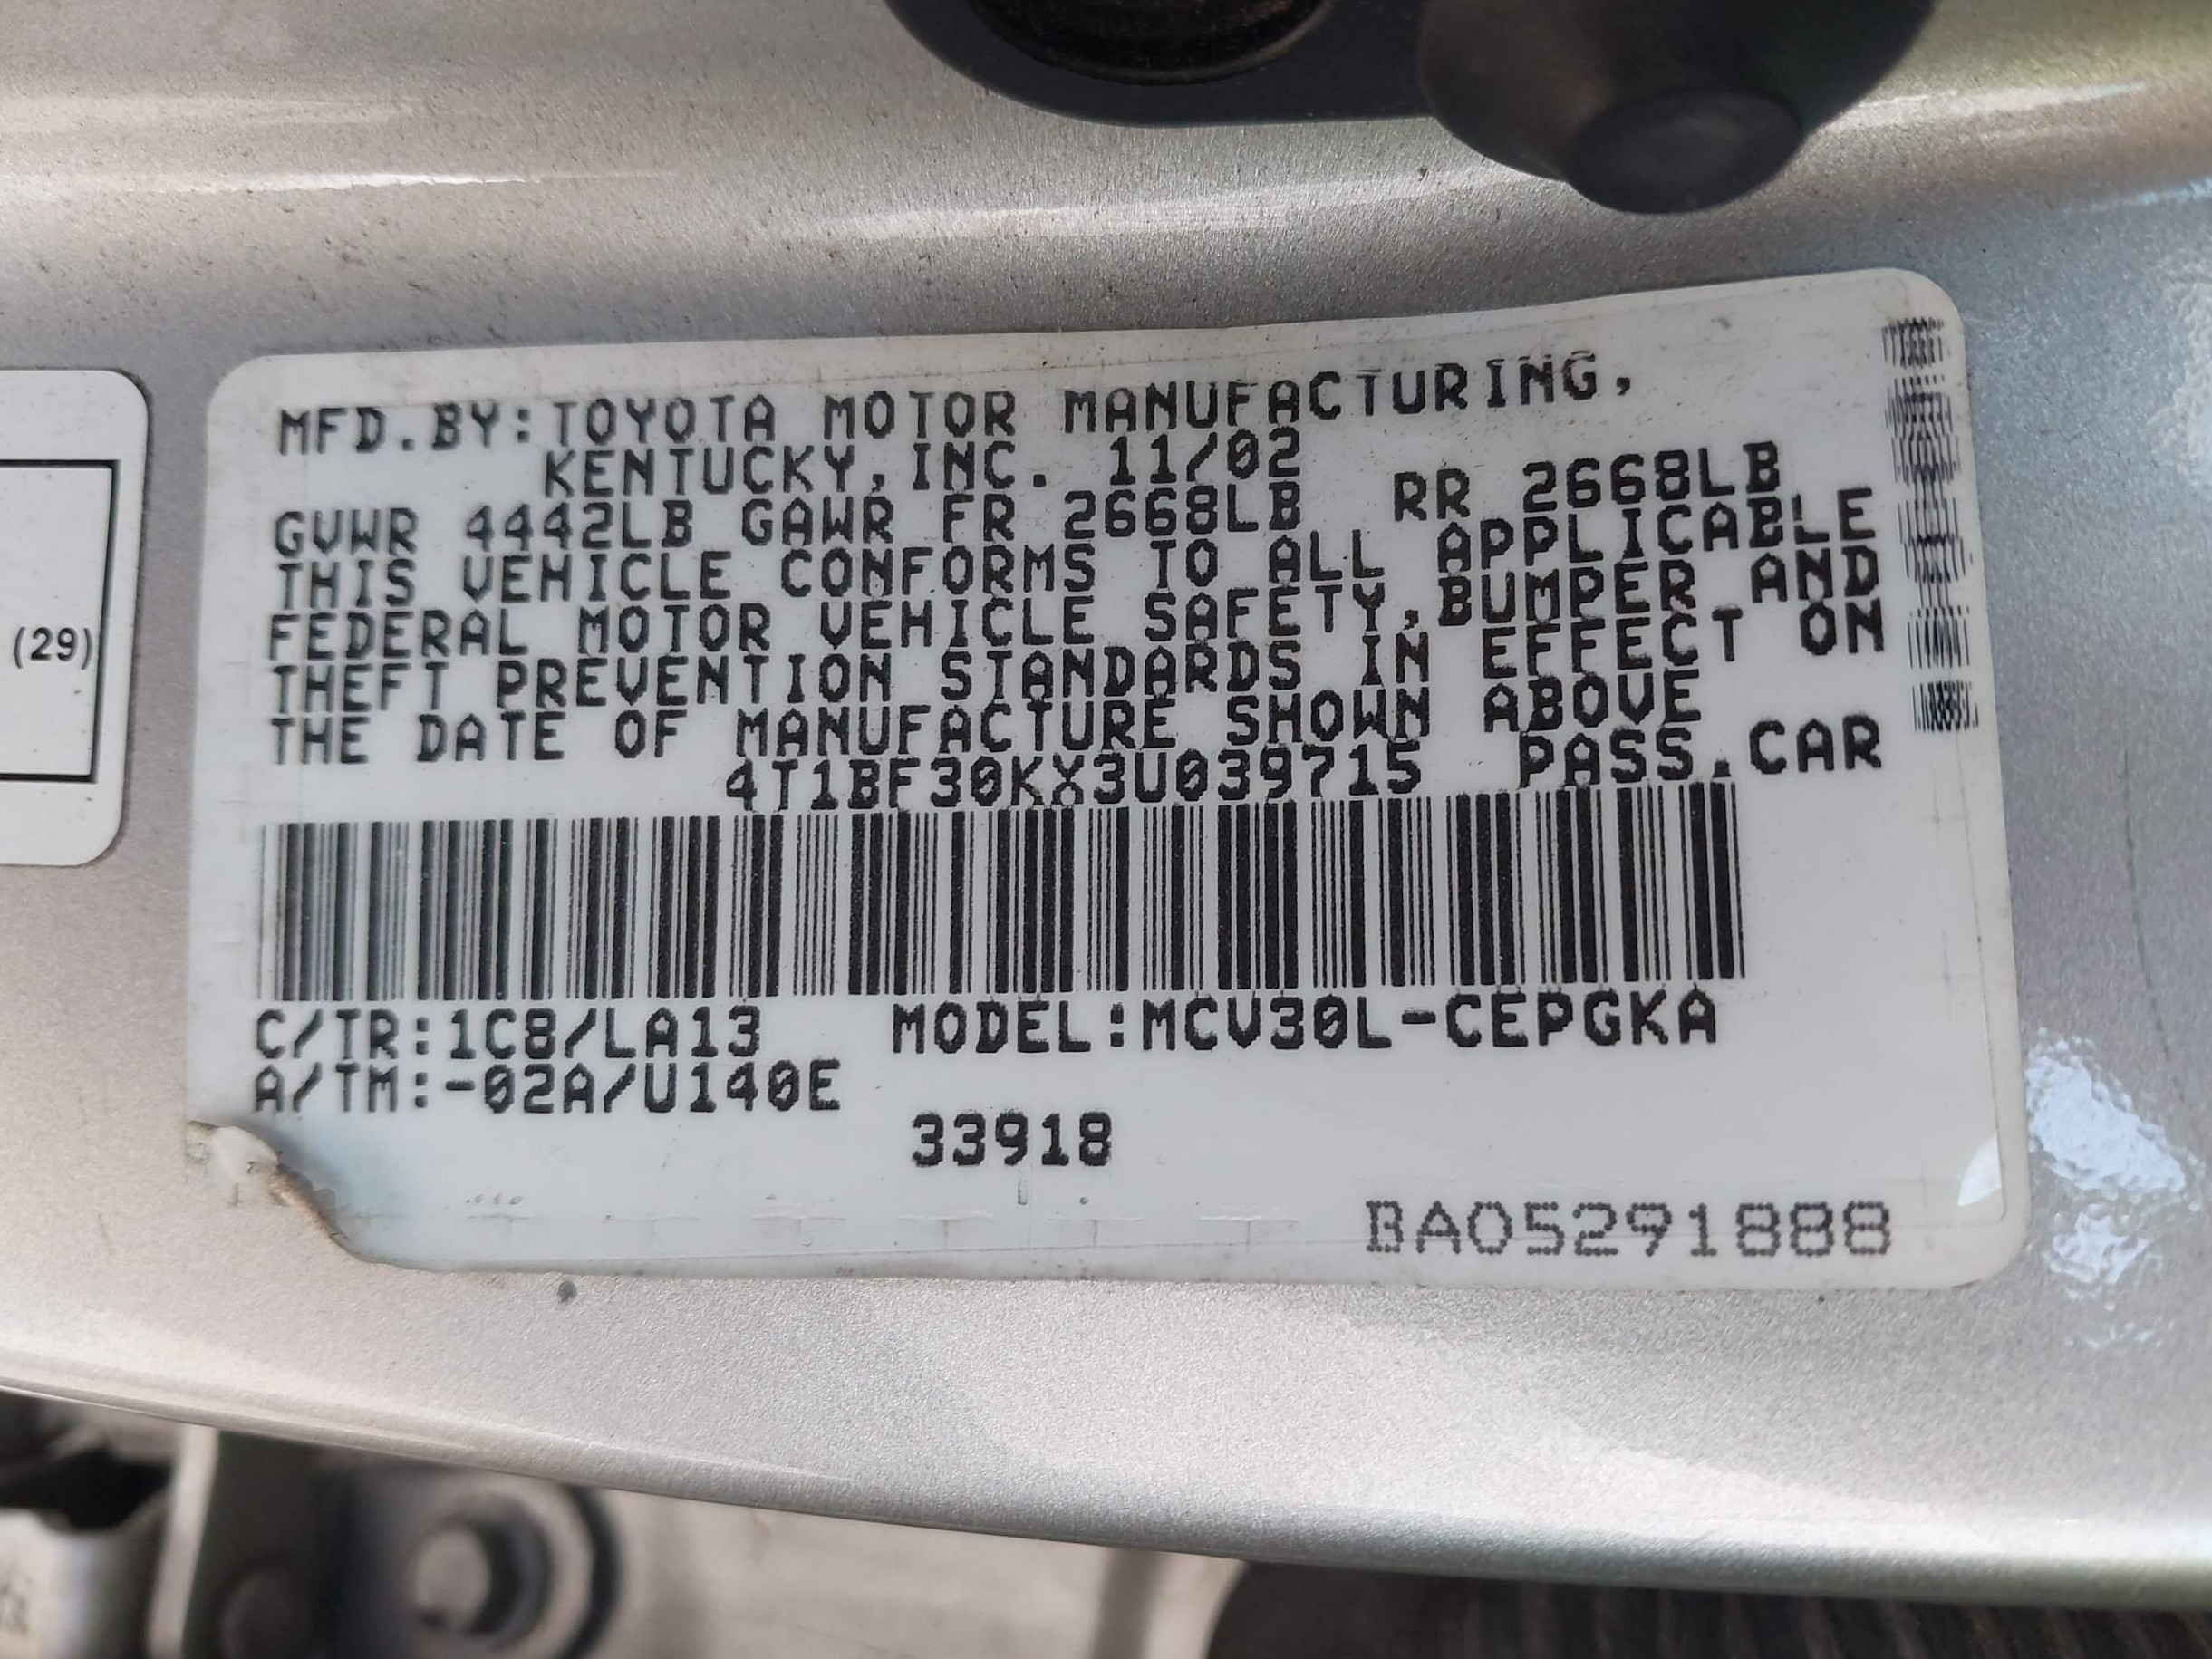 MFD.BY:TOYOTA MOTOR MANUFACTURING,
KENTUCKY,INC. 11/02
GVWR 4442LB GAWR FR 2668LB RR 2668LB
THIS VEHICLE CONFORMS TO ALL APPLICABLE
FEDERAL MOTOR VEHICLE SAFETY,BUMPER AND
THEFT PREVENTION STANDARDS IN EFFECT ON
THE DATE OF MANUFACTURE SHOWN ABOVE
4T1BF30KX3U039715 PASS.CAR
C/TR:1C8/LA13 MODEL:MCV30L-CEPGKA
A/TM:-02A/U140E
33918
BA05291888
(29)